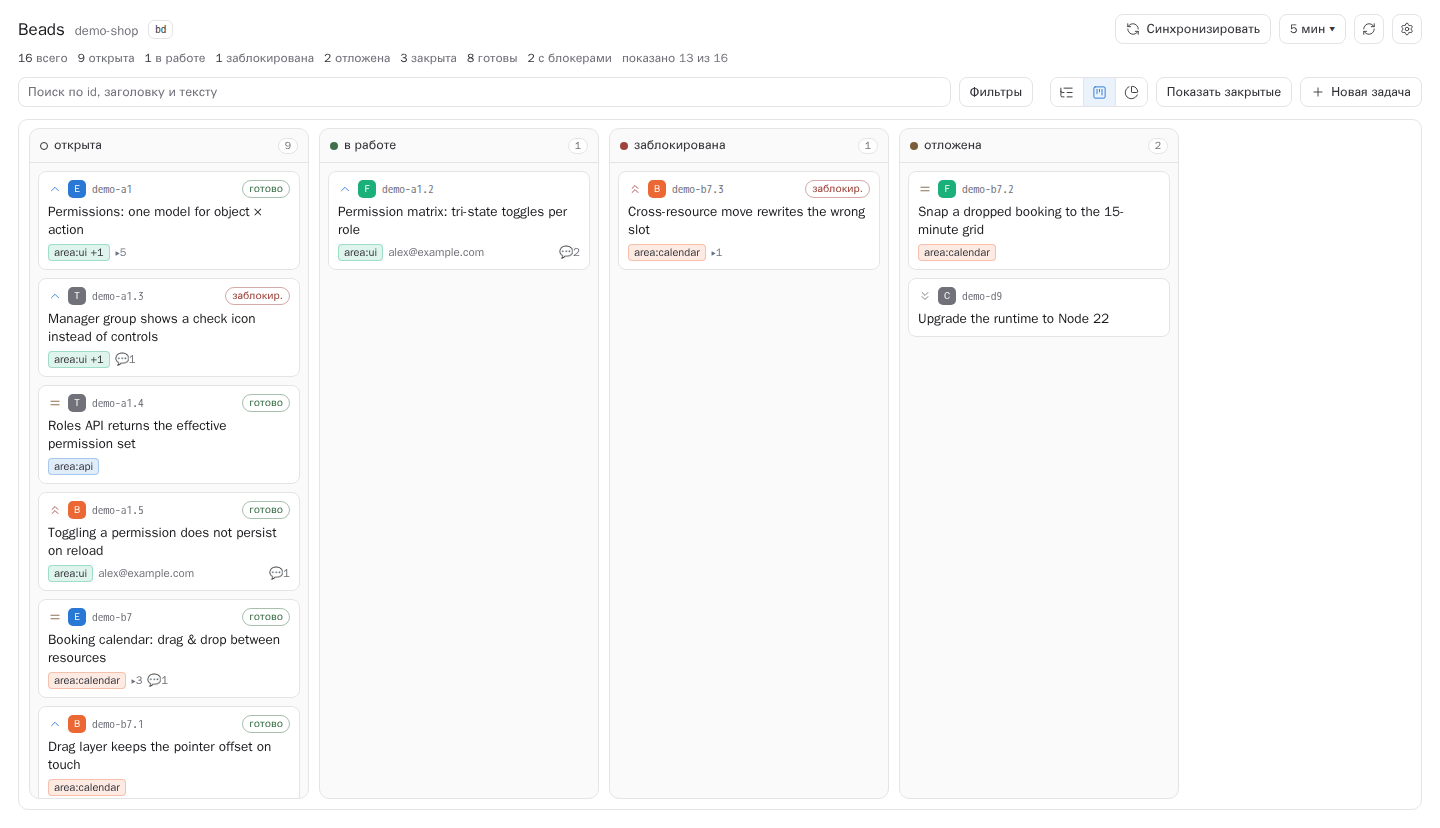 Beads demo-shop bd
Синхронизировать 5 мин ▾
16 всего 9 открыта 1 в работе 1 заблокирована 2 отложена 3 закрыта 8 готовы 2 с блокерами показано 13 из 16
Поиск по id, заголовку и тексту
Фильтры
Показать закрытые
+ Новая задача
открыта 9
E demo-a1 готово
Permissions: one model for object ×
action
area:ui +1 ▸5
T demo-a1.3 заблокир.
Manager group shows a check icon
instead of controls
area:ui +1 💬1
T demo-a1.4 готово
Roles API returns the effective
permission set
area:api
B demo-a1.5 готово
Toggling a permission does not persist
on reload
area:ui alex@example.com 💬1
E demo-b7 готово
Booking calendar: drag & drop between
resources
area:calendar ▸3 💬1
B demo-b7.1 готово
Drag layer keeps the pointer offset on
touch
area:calendar
в работе 1
F demo-a1.2
Permission matrix: tri-state toggles per
role
area:ui alex@example.com 💬2
заблокирована 1
B demo-b7.3 заблокир.
Cross-resource move rewrites the wrong
slot
area:calendar ▸1
отложена 2
F demo-b7.2
Snap a dropped booking to the 15-
minute grid
area:calendar
C demo-d9
Upgrade the runtime to Node 22